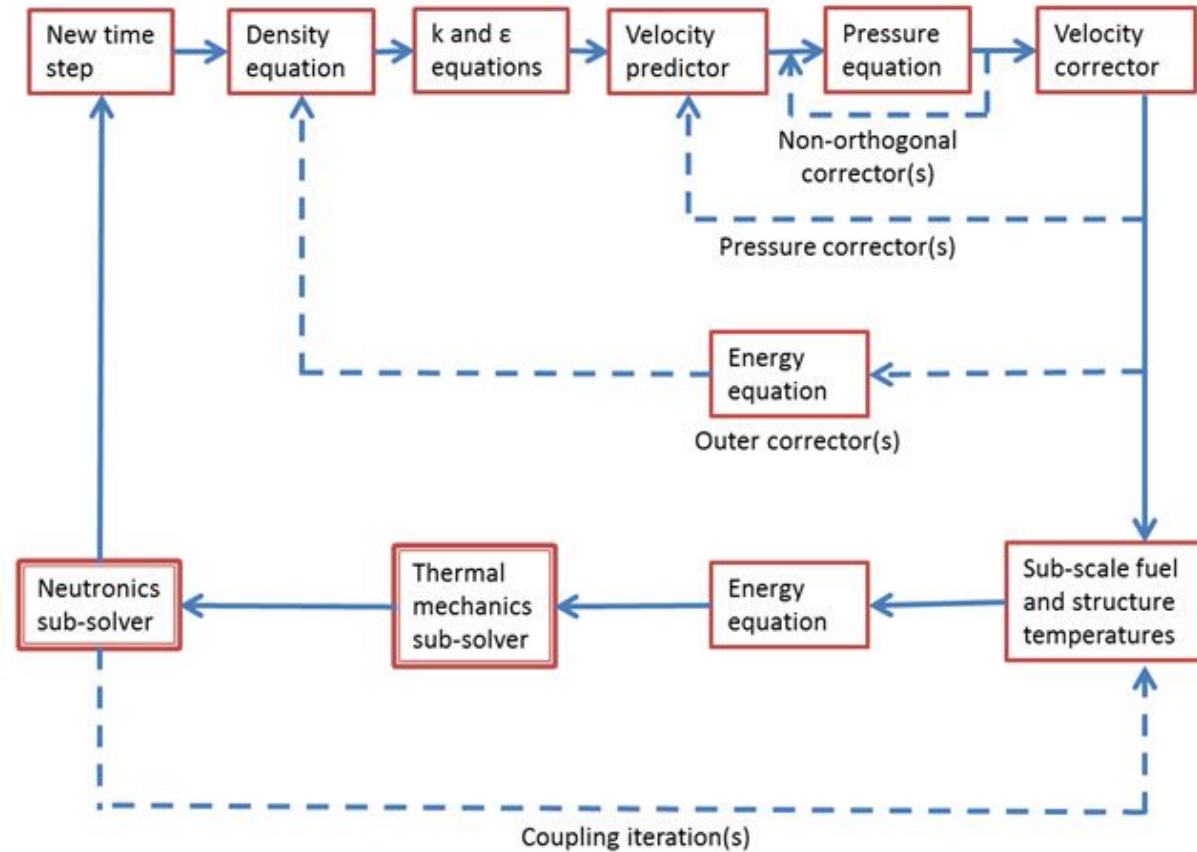 New time
step
Density
equation
k and ε
equations
Velocity
predictor
Pressure
equation
Velocity
corrector
Non-orthogonal
corrector(s)
Pressure corrector(s)
Energy
equation
Outer corrector(s)
Neutronics
sub-solver
Thermal
mechanics
sub-solver
Energy
equation
Sub-scale fuel
and structure
temperatures
Coupling iteration(s)